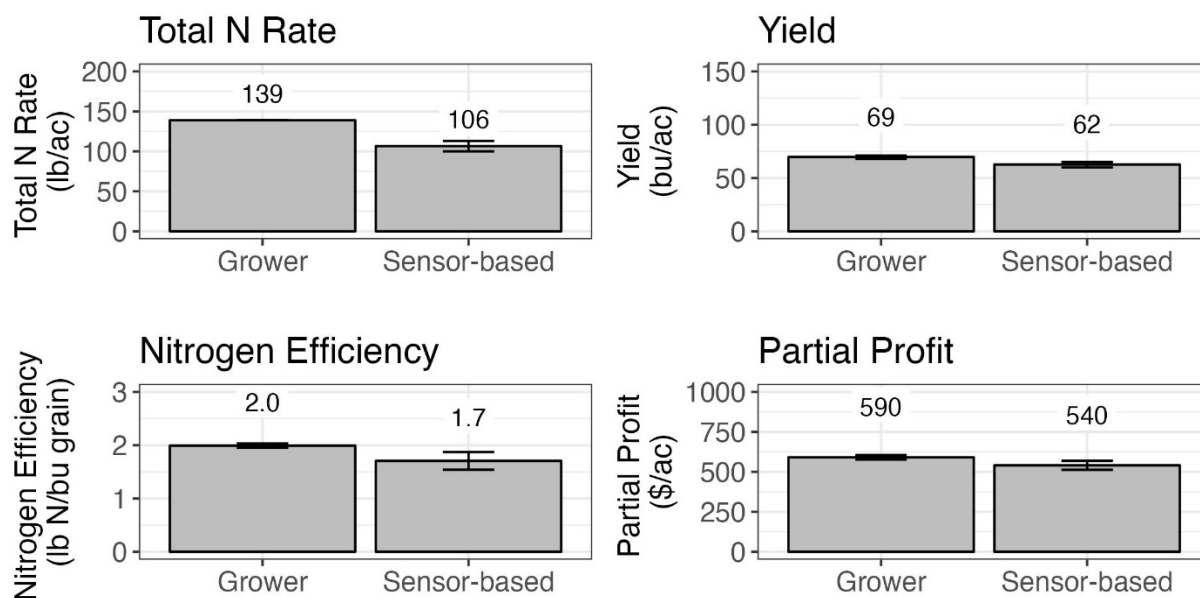 Total N Rate
Total N Rate
(lb/ac)
200
150
100
50
0
139
106
Grower
Sensor-based
Yield
Yield
(bu/ac)
150
100
50
0
69
62
Grower
Sensor-based
Nitrogen Efficiency
Nitrogen Efficiency
(lb N/bu grain)
3
2
1
0
2.0
1.7
Grower
Sensor-based
Partial Profit
Partial Profit
($/ac)
1000
750
500
250
0
590
540
Grower
Sensor-based